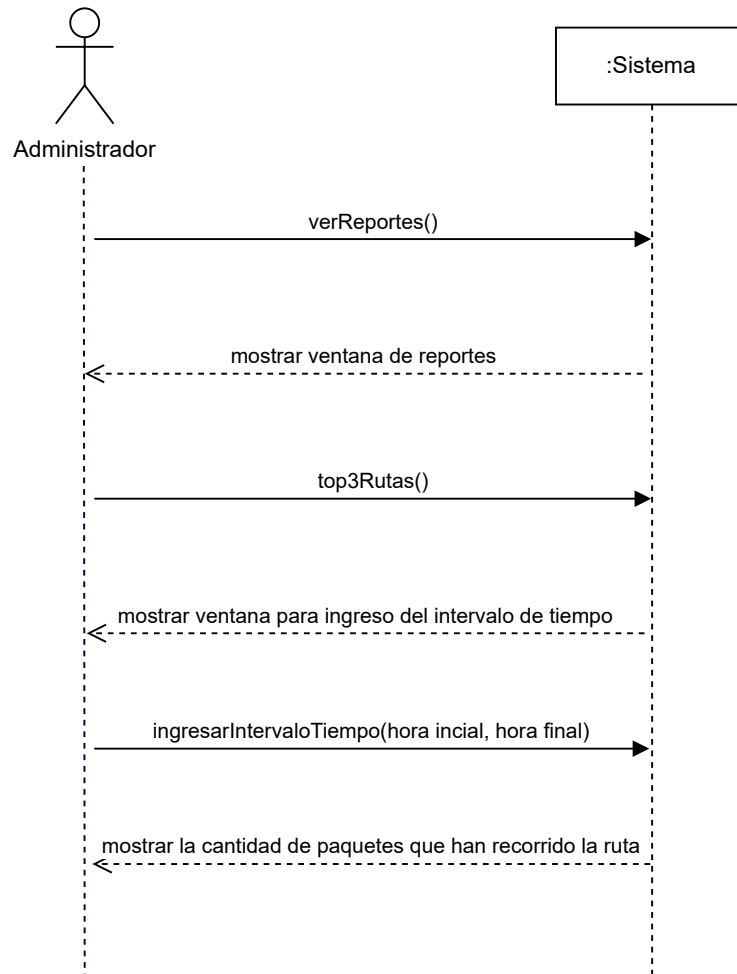 :Sistema
Administrador
verReportes()
mostrar ventana de reportes
top3Rutas()
mostrar ventana para ingreso del intervalo de tiempo
ingresarIntervaloTiempo(hora incial, hora final)
mostrar la cantidad de paquetes que han recorrido la ruta